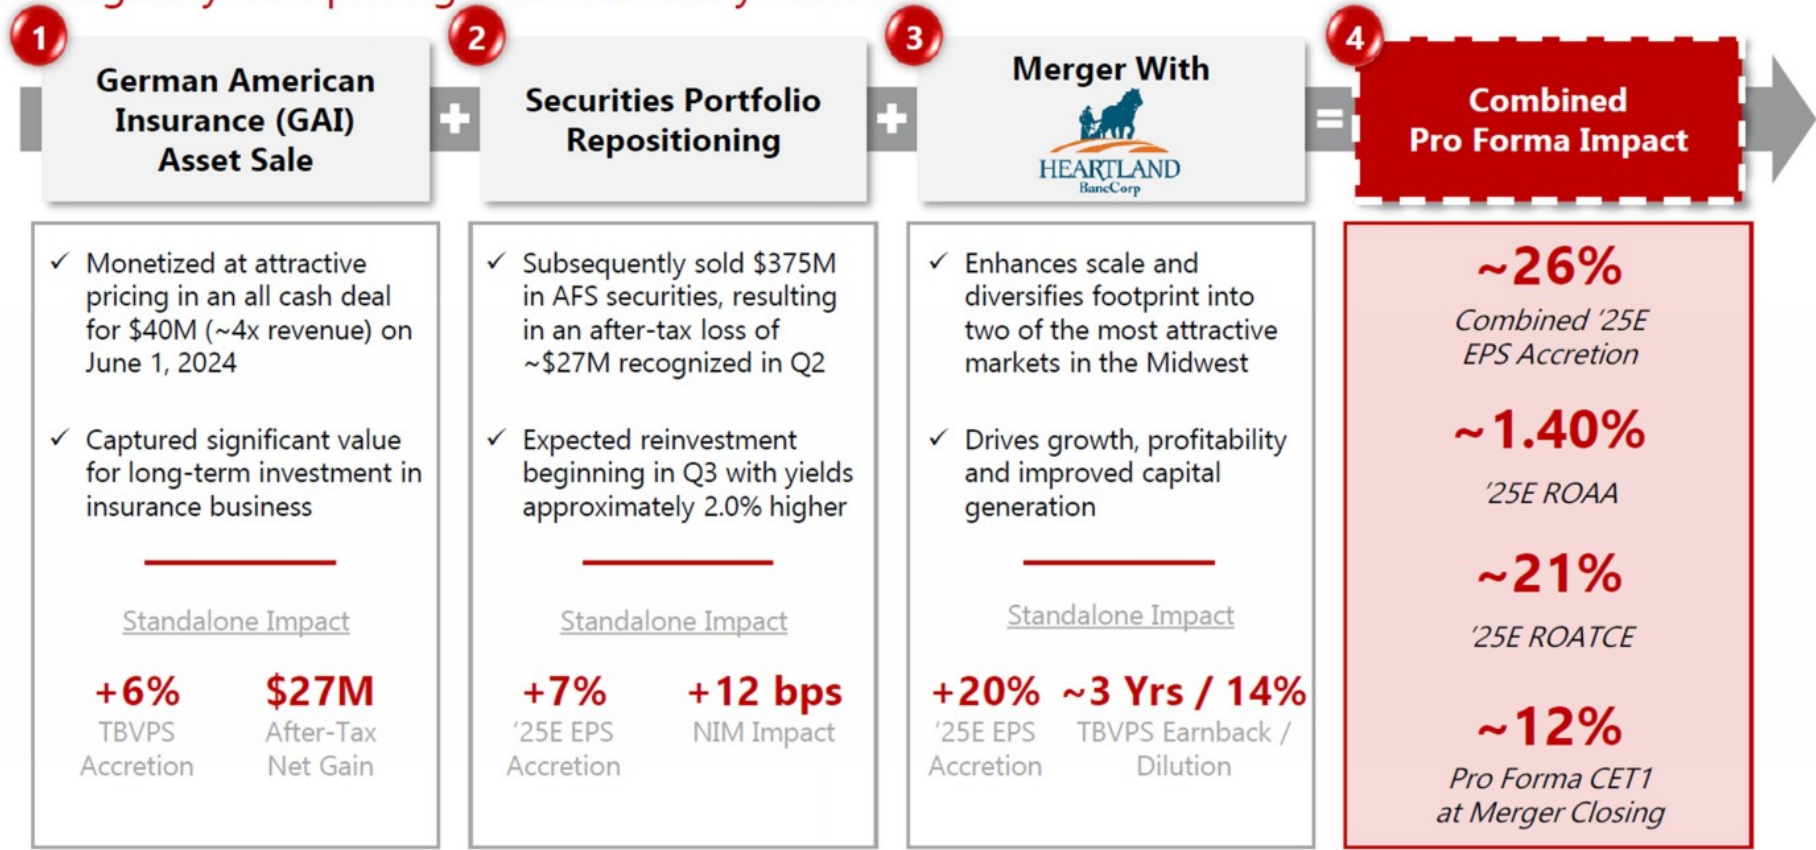 1
German American
Insurance (GAI)
Asset Sale
✓ Monetized at attractive
pricing in an all cash deal
for $40M (~4x revenue) on
June 1, 2024
✓ Captured significant value
for long-term investment in
insurance business
Standalone Impact
+6%
TBVPS
Accretion
$27M
After-Tax
Net Gain
+
2
Securities Portfolio
Repositioning
✓ Subsequently sold $375M
in AFS securities, resulting
in an after-tax loss of
~$27M recognized in Q2
✓ Expected reinvestment
beginning in Q3 with yields
approximately 2.0% higher
Standalone Impact
+7%
'25E EPS
Accretion
+12 bps
NIM Impact
+
3
Merger With
HEARTLAND
BancCorp
✓ Enhances scale and
diversifies footprint into
two of the most attractive
markets in the Midwest
✓ Drives growth, profitability
and improved capital
generation
Standalone Impact
+20%
'25E EPS
Accretion
~3 Yrs / 14%
TBVPS Earnback /
Dilution
=
4
Combined
Pro Forma Impact
~26%
Combined '25E
EPS Accretion
~1.40%
'25E ROAA
~21%
'25E ROATCE
~12%
Pro Forma CET1
at Merger Closing